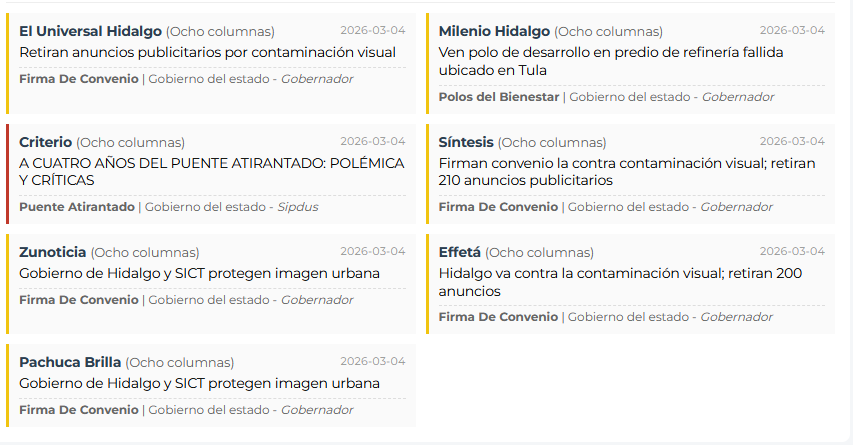 El Universal Hidalgo (Ocho columnas) 2026-03-04
Retiran anuncios publicitarios por contaminación visual
Firma De Convenio | Gobierno del estado - Gobernador
Milenio Hidalgo (Ocho columnas) 2026-03-04
Ven polo de desarrollo en predio de refinería fallida
ubicado en Tula
Polos del Bienestar | Gobierno del estado - Gobernador
Criterio (Ocho columnas) 2026-03-04
A CUATRO AÑOS DEL PUENTE ATIRANTADO: POLÉMICA
Y CRÍTICAS
Puente Atirantado | Gobierno del estado - Sipdus
Síntesis (Ocho columnas) 2026-03-04
Firman convenio la contra contaminación visual; retiran
210 anuncios publicitarios
Firma De Convenio | Gobierno del estado - Gobernador
Zunoticia (Ocho columnas) 2026-03-04
Gobierno de Hidalgo y SICT protegen imagen urbana
Firma De Convenio | Gobierno del estado - Gobernador
Effetá (Ocho columnas) 2026-03-04
Hidalgo va contra la contaminación visual; retiran 200
anuncios
Firma De Convenio | Gobierno del estado - Gobernador
Pachuca Brilla (Ocho columnas) 2026-03-04
Gobierno de Hidalgo y SICT protegen imagen urbana
Firma De Convenio | Gobierno del estado - Gobernador